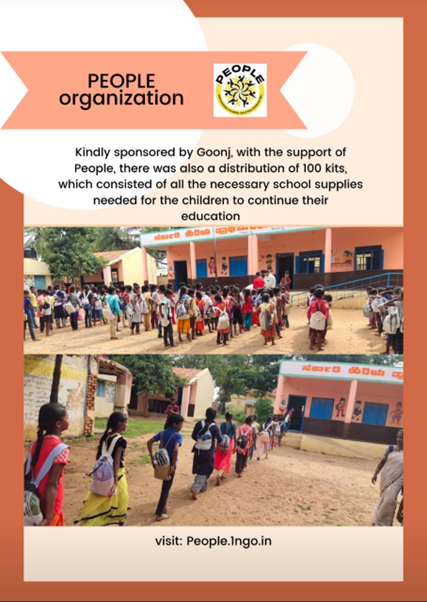 PEOPLE
organization
PEOPLE
Kindly sponsored by Goonj, with the support of
People, there was also a distribution of 100 kits,
which consisted of all the necessary school supplies
needed for the children to continue their
education
ಸರ್ಕಾರಿ ಹಿರಿಯ
ಸರ್ಕಾರಿ ಹಿರಿಯ
visit: People.1ngo.in